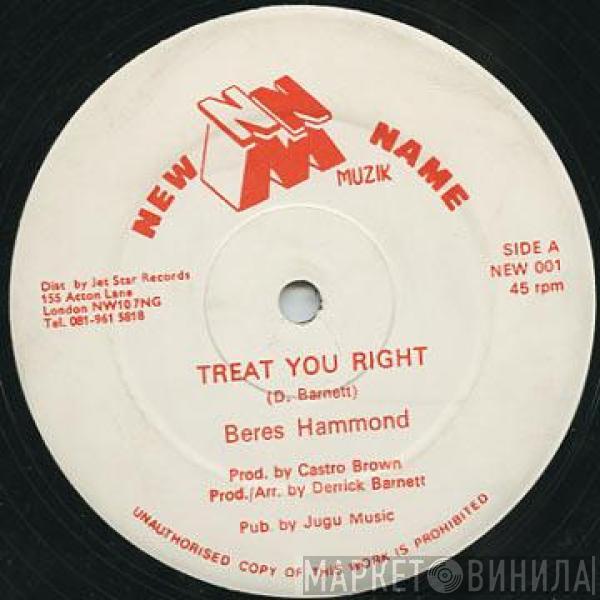 NEW NAME
NNM
MUZIK
SIDE A
NEW 001
45 rpm
Dist. by Jet Star Records
155 Acton Lane
London NW10 7NG
Tel. 081-961 5818
TREAT YOU RIGHT
(D. Barnett)
Beres Hammond
Prod. by Castro Brown
Prod./Arr. by Derrick Barnett
Pub. by Jugu Music
UNAUTHORISED COPY OF THIS WORK IS PROHIBITED
МАРКЕТ ВИНИЛА